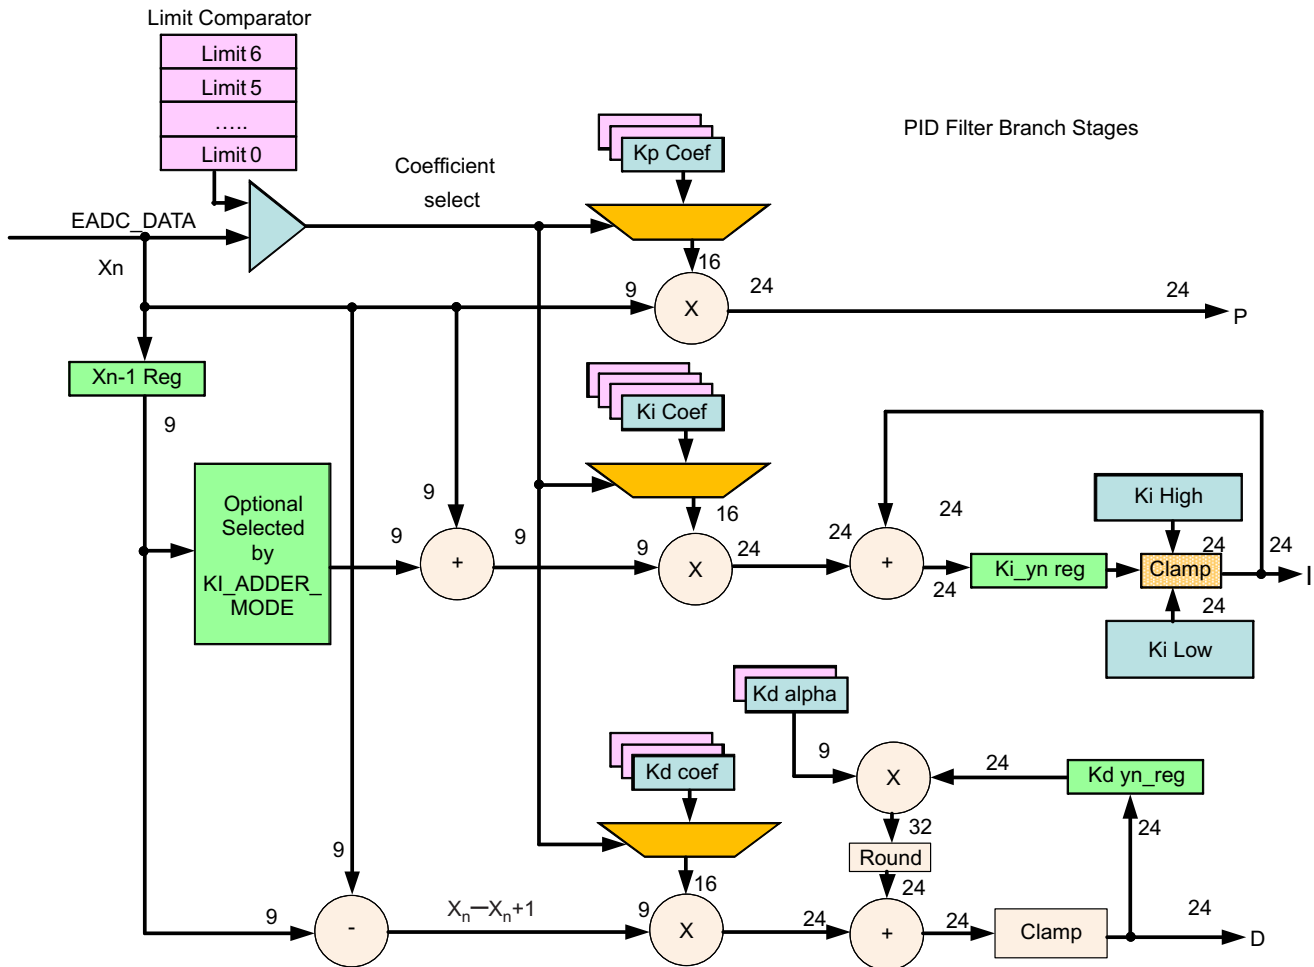 Limit Comparator
Limit 6
Limit 5
.....
Limit 0
PID Filter Branch Stages
Kp Coef
Coefficient
select
EADC_DATA
Xn
16
9
24
24
P
Xn-1 Reg
9
Ki Coef
9
16
Optional
Selected
by
KI_ADDER_
MODE
9
+
9
9
X
24
24
+
24
24
Ki_yn reg
Ki High
24
Clamp
24
24
I
Ki Low
X
Kd alpha
9
X
24
Kd yn_reg
24
32
Round
24
Kd coef
16
9
9
-
Xn—Xn+1
9
X
24
+
24
Clamp
24
D